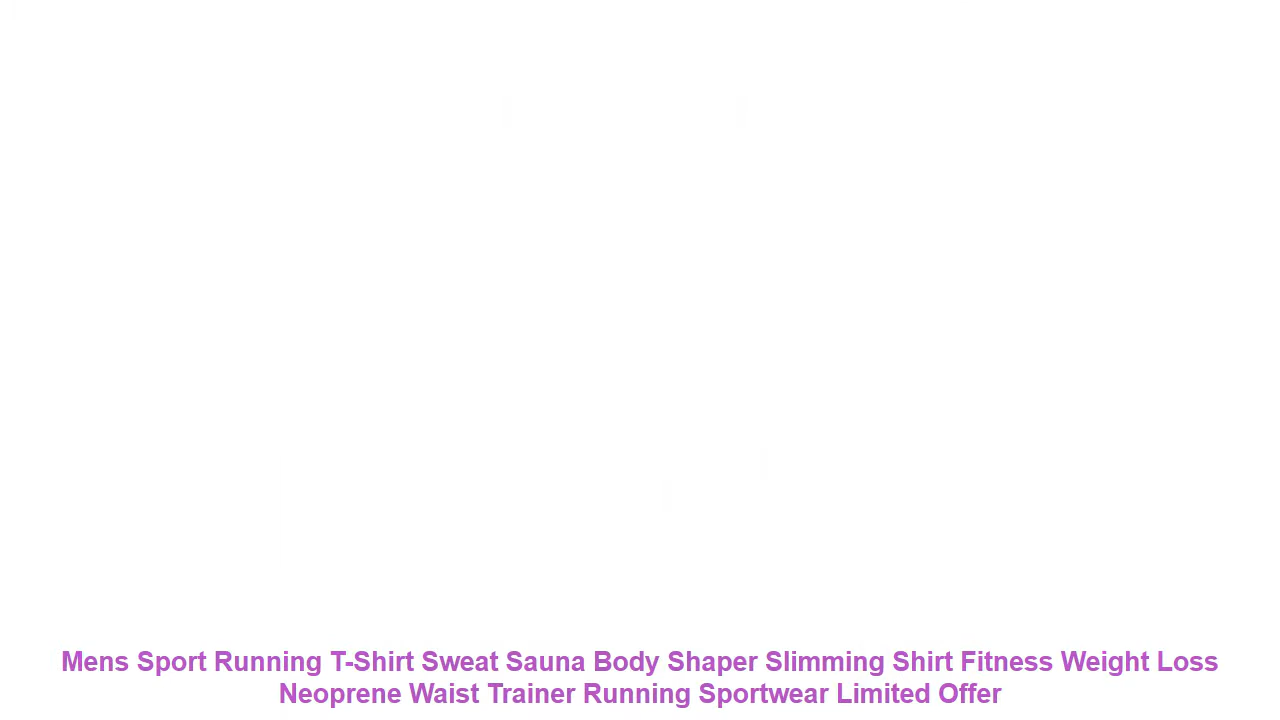 Mens Sport Running T-Shirt Sweat Sauna Body Shaper Slimming Shirt Fitness Weight Loss
Neoprene Waist Trainer Running Sportwear Limited Offer